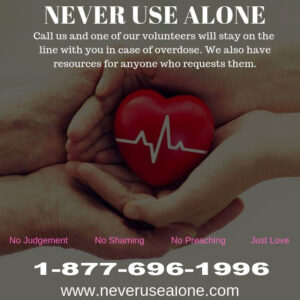 NEVER USE ALONE
Call us and one of our volunteers will stay on the
line with you in case of overdose. We also have
resources for anyone who requests them.
No Judgement No Shaming No Preaching Just Love
1-877-696-1996
www.neverusealone.com